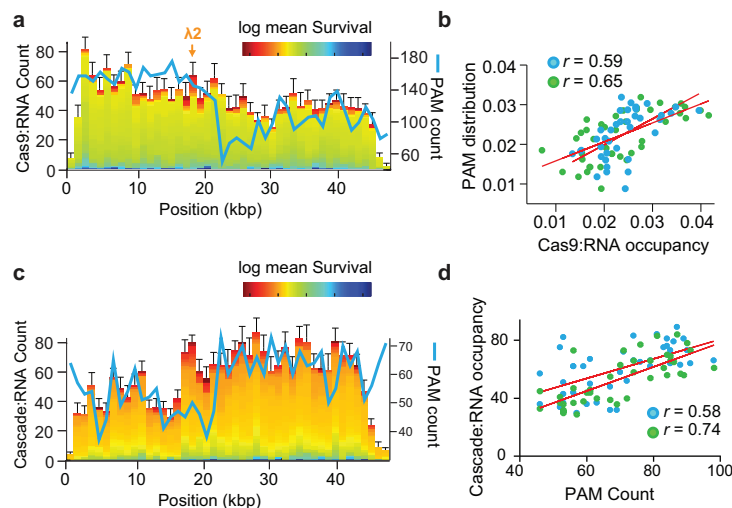 a
λ2
log mean Survival
Cas9:RNA Count
80
60
40
20
0
180
140
100
60
PAM count
0 10 20 30 40
Position (kbp)
b
r = 0.59
r = 0.65
PAM distribution
0.04
0.03
0.02
0.01
0.01 0.02 0.03 0.04
Cas9:RNA occupancy
c
log mean Survival
Cascade:RNA Count
80
60
40
20
0
70
60
50
40
PAM count
0 10 20 30 40
Position (kbp)
d
Cascade:RNA occupancy
80
40
0
r = 0.58
r = 0.74
40 60 80 100
PAM Count